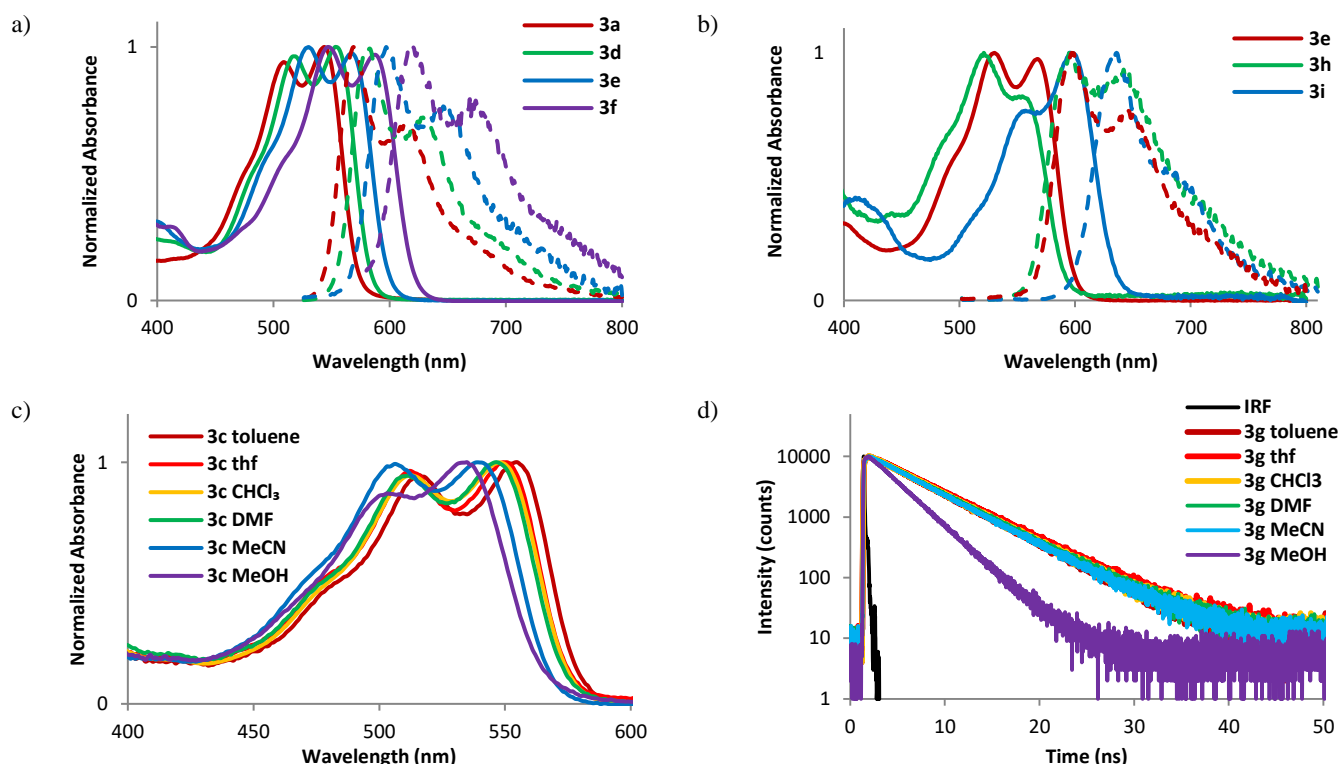 a)
3a
3d
3e
3f
1
0
400 500 600 700 800
Normalized Absorbance
Wavelength (nm)
b)
3e
3h
3i
1
0
400 500 600 700 800
Normalized Absorbance
Wavelength (nm)
c)
3c toluene
3c thf
3c CHCl₃
3c DMF
3c MeCN
3c MeOH
1
0
400 450 500 550 600
Normalized Absorbance
Wavelength (nm)
d)
IRF
3g toluene
3g thf
3g CHCl3
3g DMF
3g MeCN
3g MeOH
10000
1000
100
10
1
0 10 20 30 40 50
Intensity (counts)
Time (ns)